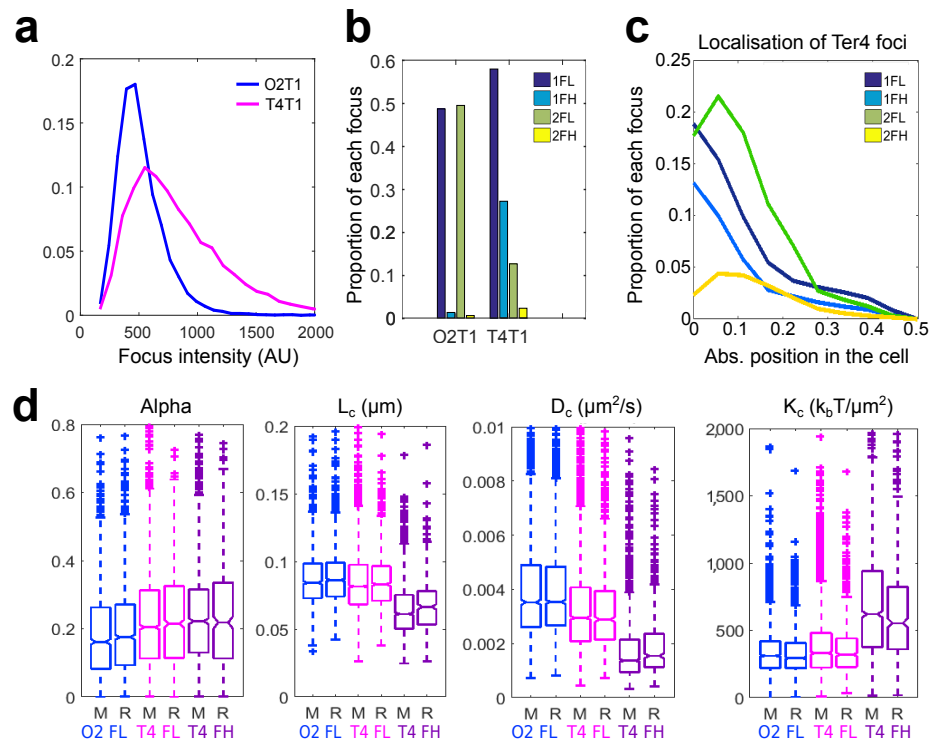 a
0.2
0.15
0.1
0.05
0
O2T1
T4T1
0 500 1000 1500 2000
Focus intensity (AU)
b
Proportion of each focus
0.6
0.5
0.4
0.3
0.2
0.1
0
1FL
1FH
2FL
2FH
O2T1 T4T1
c
Localisation of Ter4 foci
Proportion of each focus
0.25
0.2
0.15
0.1
0.05
0
1FL
1FH
2FL
2FH
0 0.1 0.2 0.3 0.4 0.5
Abs. position in the cell
d
Alpha
0.8
0.6
0.4
0.2
0
M R M R M R
O2 FL T4 FL T4 FH
Lc (µm)
0.2
0.15
0.1
0.05
0
M R M R M R
O2 FL T4 FL T4 FH
Dc (µm²/s)
0.01
0.008
0.006
0.004
0.002
0
M R M R M R
O2 FL T4 FL T4 FH
Kc (kbT/µm²)
2000
1500
1000
500
0
M R M R M R
O2 FL T4 FL T4 FH